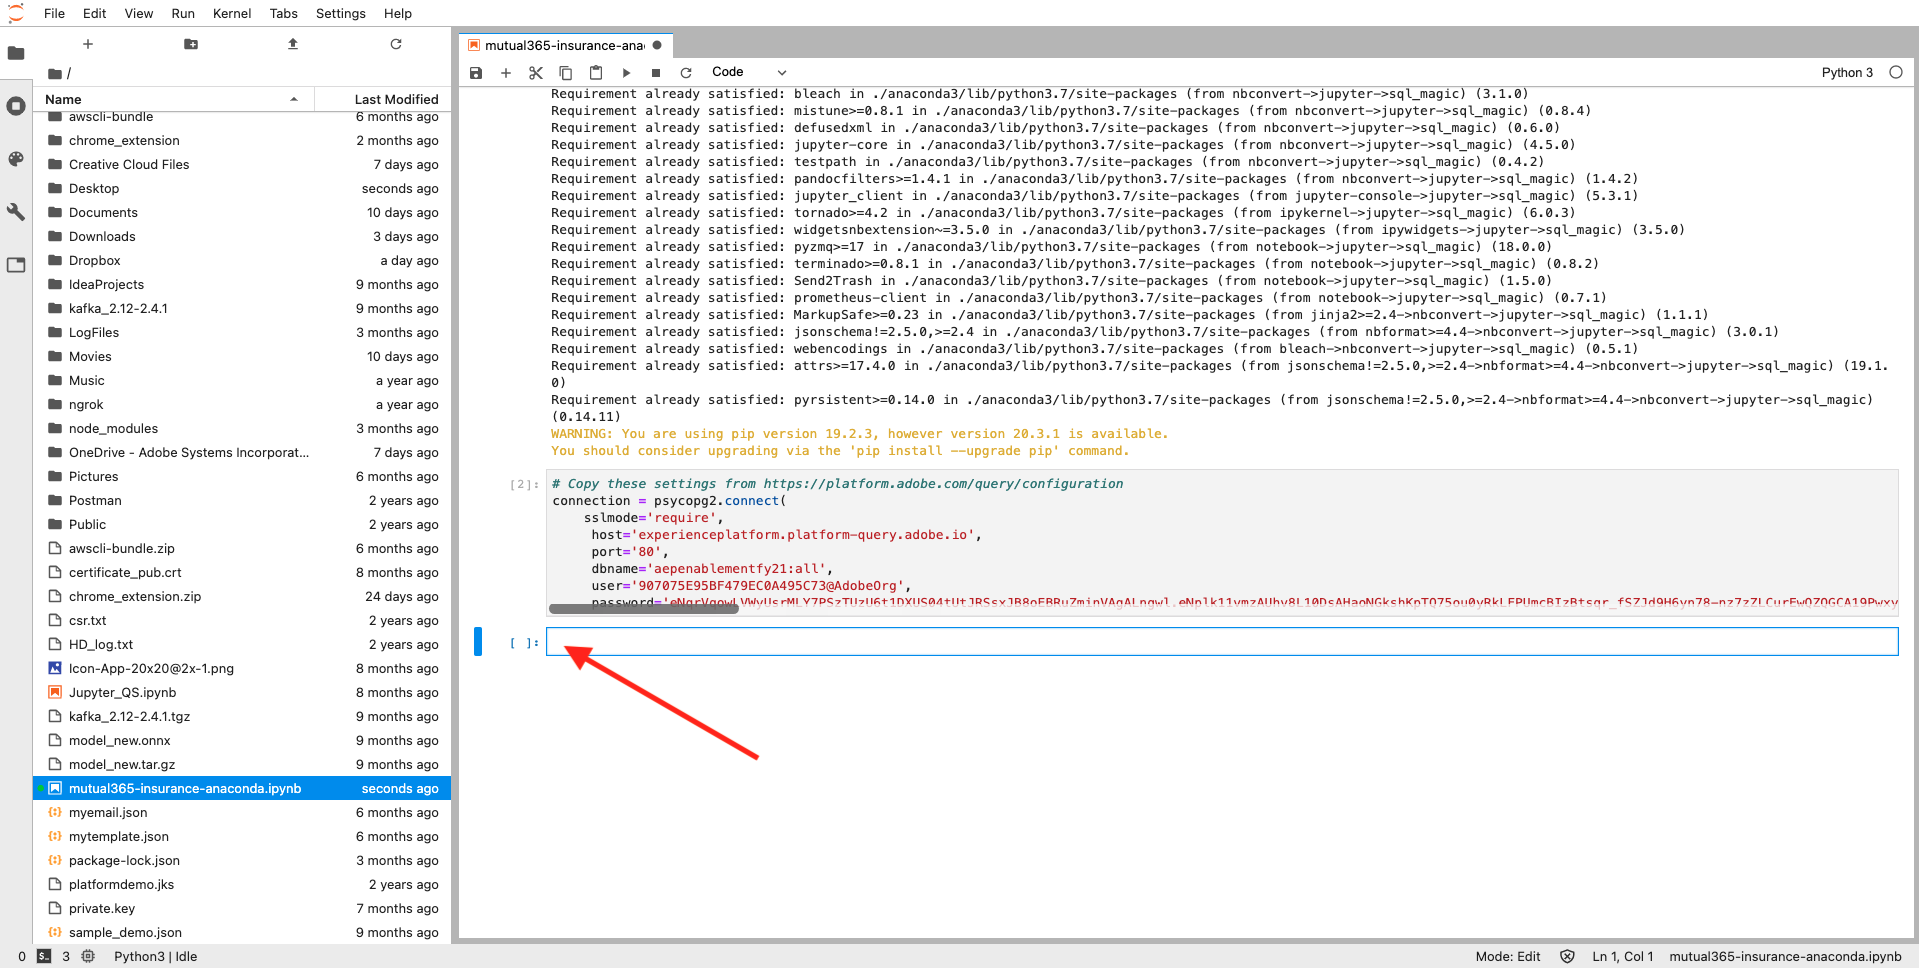 File Edit View Run Kernel Tabs Settings Help
/
Name Last Modified
awscli-bundle 6 months ago
chrome_extension 2 months ago
Creative Cloud Files 7 days ago
Desktop seconds ago
Documents 10 days ago
Downloads 3 days ago
Dropbox a day ago
IdeaProjects 9 months ago
kafka_2.12-2.4.1 9 months ago
LogFiles 3 months ago
Movies 10 days ago
Music a year ago
ngrok a year ago
node_modules 3 months ago
OneDrive - Adobe Systems Incorporat... 7 days ago
Pictures 6 months ago
Postman 2 years ago
Public 2 years ago
awscli-bundle.zip 6 months ago
certificate_pub.crt 8 months ago
chrome_extension.zip 24 days ago
csr.txt 2 years ago
HD_log.txt 2 years ago
Icon-App-20x20@2x-1.png 8 months ago
Jupyter_QS.ipynb 8 months ago
kafka_2.12-2.4.1.tgz 9 months ago
model_new.onnx 9 months ago
model_new.tar.gz 9 months ago
mutual365-insurance-anaconda.ipynb seconds ago
myemail.json 6 months ago
mytemplate.json 6 months ago
package-lock.json 3 months ago
platformdemo.jks 2 years ago
private.key 7 months ago
sample_demo.json 9 months ago
mutual365-insurance-ana
Code Python 3
Requirement already satisfied: bleach in ./anaconda3/lib/python3.7/site-packages (from nbconvert->jupyter->sql_magic) (3.1.0)
Requirement already satisfied: mistune>=0.8.1 in ./anaconda3/lib/python3.7/site-packages (from nbconvert->jupyter->sql_magic) (0.8.4)
Requirement already satisfied: defusedxml in ./anaconda3/lib/python3.7/site-packages (from nbconvert->jupyter->sql_magic) (0.6.0)
Requirement already satisfied: jupyter-core in ./anaconda3/lib/python3.7/site-packages (from nbconvert->jupyter->sql_magic) (4.5.0)
Requirement already satisfied: testpath in ./anaconda3/lib/python3.7/site-packages (from nbconvert->jupyter->sql_magic) (0.4.2)
Requirement already satisfied: pandocfilters>=1.4.1 in ./anaconda3/lib/python3.7/site-packages (from nbconvert->jupyter->sql_magic) (1.4.2)
Requirement already satisfied: jupyter_client in ./anaconda3/lib/python3.7/site-packages (from jupyter-console->jupyter->sql_magic) (5.3.1)
Requirement already satisfied: tornado>=4.2 in ./anaconda3/lib/python3.7/site-packages (from ipykernel->jupyter->sql_magic) (6.0.3)
Requirement already satisfied: widgetsnbextension~=3.5.0 in ./anaconda3/lib/python3.7/site-packages (from ipywidgets->jupyter->sql_magic) (3.5.0)
Requirement already satisfied: pyzmq>=17 in ./anaconda3/lib/python3.7/site-packages (from notebook->jupyter->sql_magic) (18.0.0)
Requirement already satisfied: terminado>=0.8.1 in ./anaconda3/lib/python3.7/site-packages (from notebook->jupyter->sql_magic) (0.8.2)
Requirement already satisfied: Send2Trash in ./anaconda3/lib/python3.7/site-packages (from notebook->jupyter->sql_magic) (1.5.0)
Requirement already satisfied: prometheus-client in ./anaconda3/lib/python3.7/site-packages (from notebook->jupyter->sql_magic) (0.7.1)
Requirement already satisfied: MarkupSafe>=0.23 in ./anaconda3/lib/python3.7/site-packages (from jinja2>=2.4->nbconvert->jupyter->sql_magic) (1.1.1)
Requirement already satisfied: jsonschema!=2.5.0,>=2.4 in ./anaconda3/lib/python3.7/site-packages (from nbformat>=4.4->nbconvert->jupyter->sql_magic) (3.0.1)
Requirement already satisfied: webencodings in ./anaconda3/lib/python3.7/site-packages (from bleach->nbconvert->jupyter->sql_magic) (0.5.1)
Requirement already satisfied: attrs>=17.4.0 in ./anaconda3/lib/python3.7/site-packages (from jsonschema!=2.5.0,>=2.4->nbformat>=4.4->nbconvert->jupyter->sql_magic) (19.1.
0)
Requirement already satisfied: pyrsistent>=0.14.0 in ./anaconda3/lib/python3.7/site-packages (from jsonschema!=2.5.0,>=2.4->nbformat>=4.4->nbconvert->jupyter->sql_magic)
(0.14.11)
WARNING: You are using pip version 19.2.3, however version 20.3.1 is available.
You should consider upgrading via the 'pip install --upgrade pip' command.
[2]: # Copy these settings from https://platform.adobe.com/query/configuration
connection = psycopg2.connect(
sslmode='require',
host='experienceplatform.platform-query.adobe.io',
port='80',
dbname='aepenablementfy21:all',
user='907075E95BF479EC0A495C73@AdobeOrg',
[ ]:
0 3 Python3 | Idle Mode: Edit Ln 1, Col 1 mutual365-insurance-anaconda.ipynb